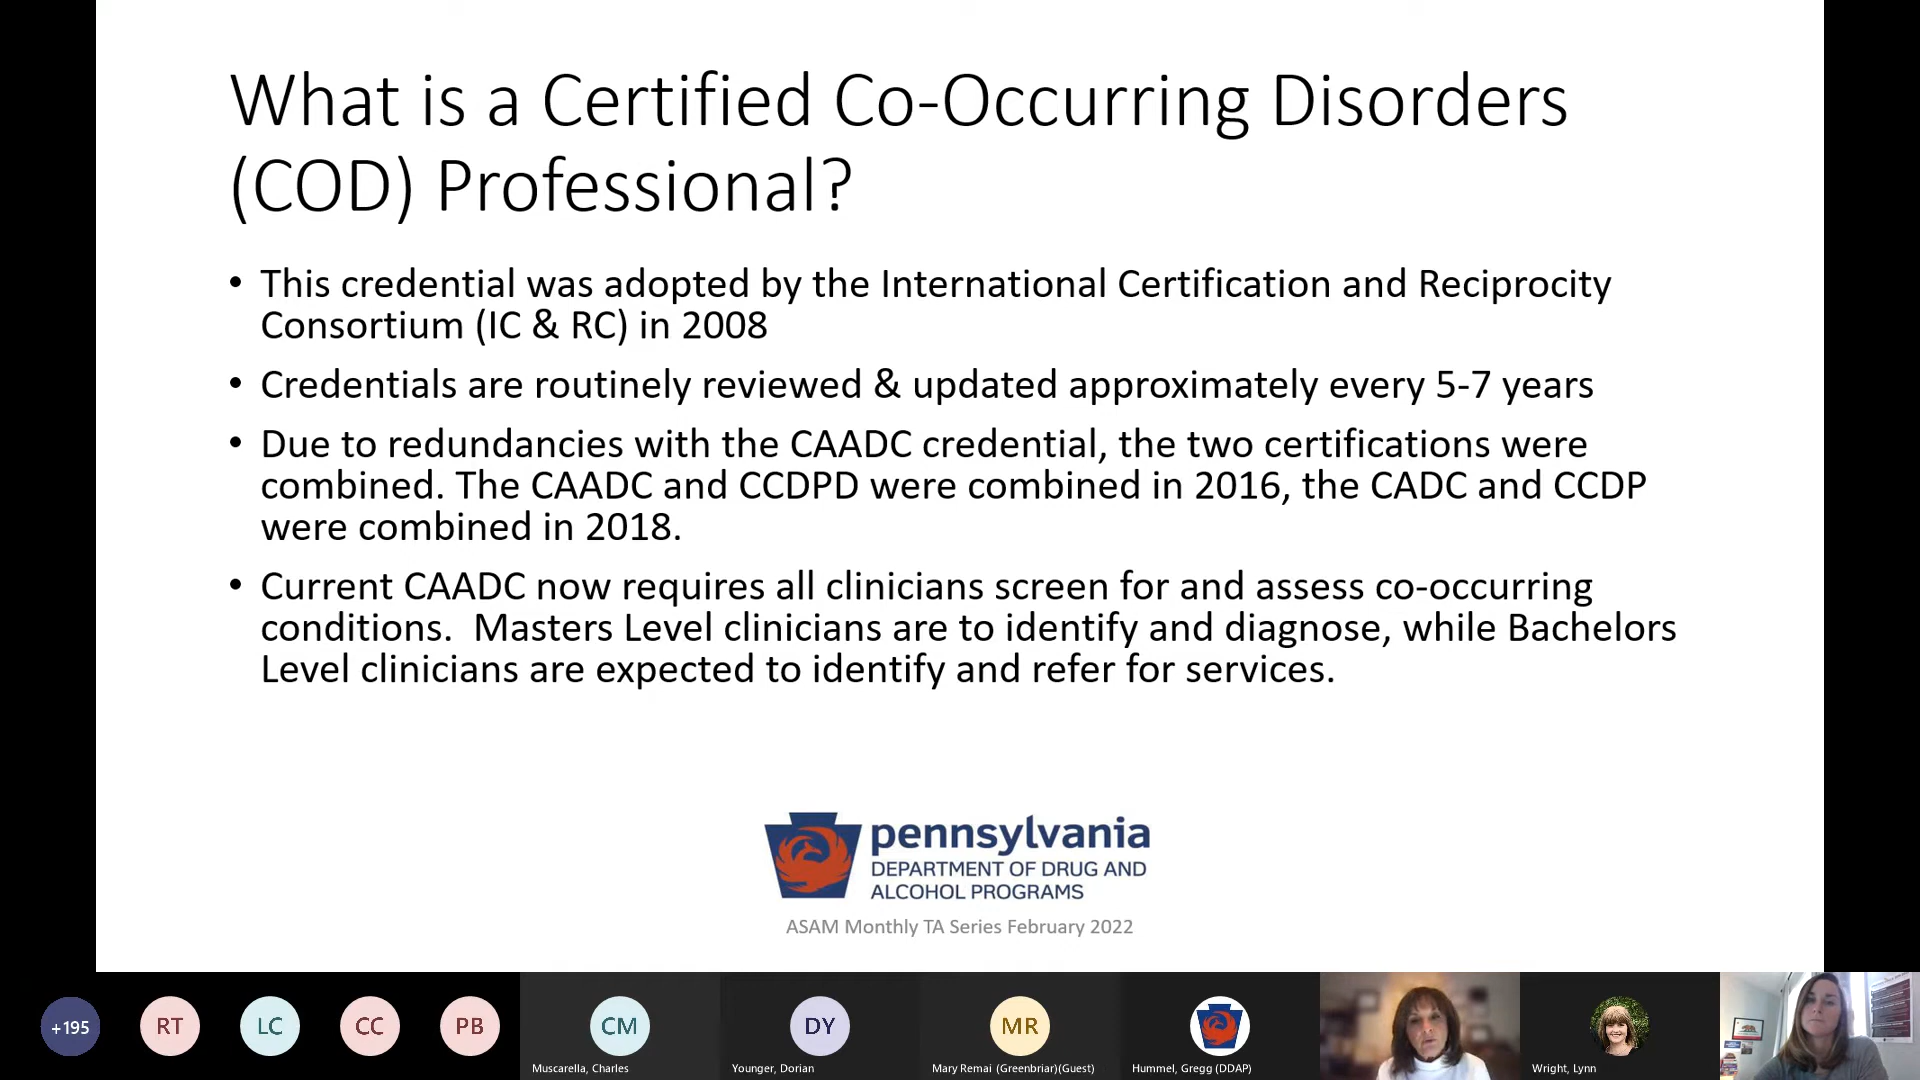 What is a Certified Co-Occurring Disorders
(COD) Professional?
• This credential was adopted by the International Certification and Reciprocity
Consortium (IC & RC) in 2008
• Credentials are routinely reviewed & updated approximately every 5-7 years
• Due to redundancies with the CAADC credential, the two certifications were
combined. The CAADC and CCDPD were combined in 2016, the CADC and CCDP
were combined in 2018.
• Current CAADC now requires all clinicians screen for and assess co-occurring
conditions.  Masters Level clinicians are to identify and diagnose, while Bachelors
Level clinicians are expected to identify and refer for services.
pennsylvania
DEPARTMENT OF DRUG AND
ALCOHOL PROGRAMS
ASAM Monthly TA Series February 2022
+195 RT LC CC PB CM DY MR
Muscarella, Charles Younger, Dorian Mary Remai (Greenbriar)(Guest) Hummel, Gregg (DDAP) Wright, Lynn